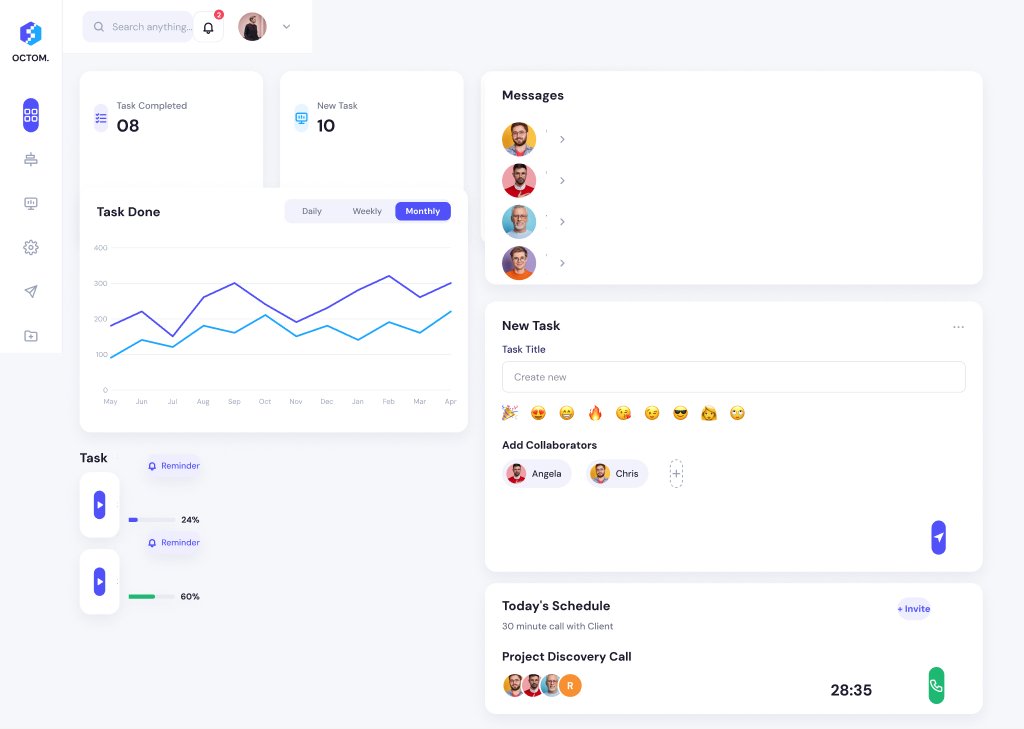 OCTOM.
Search anything...
2
Task Completed
08
New Task
10
Messages
Task Done
Daily Weekly Monthly
400
300
200
100
0
May Jun Jul Aug Sep Oct Nov Dec Jan Feb Mar Apr
New Task
Task Title
Create new
Add Collaborators
Angela Chris
Task
Reminder
24%
Reminder
60%
Today's Schedule
+ Invite
30 minute call with Client
Project Discovery Call
R
28:35